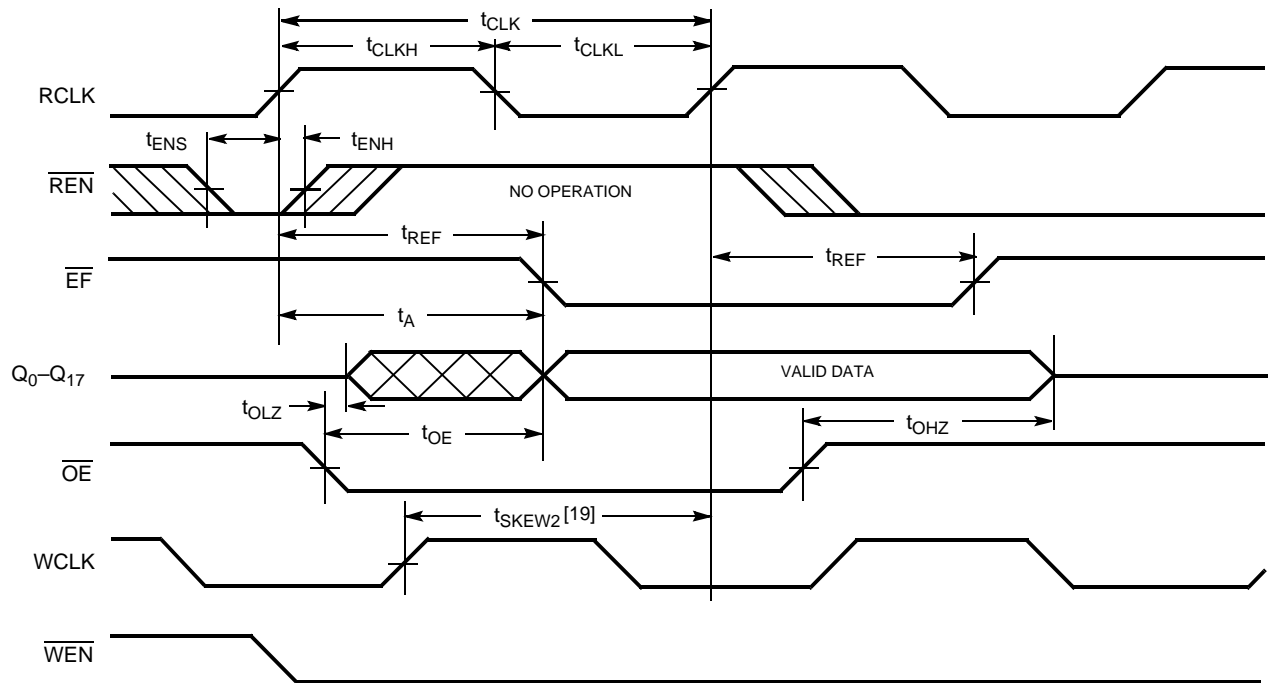 tCLK
tCLKH
tCLKL
RCLK
tENS
tENH
REN
NO OPERATION
tREF
tREF
EF
tA
Q0–Q17
VALID DATA
tOLZ
tOE
tOHZ
OE
tSKEW2 [19]
WCLK
WEN